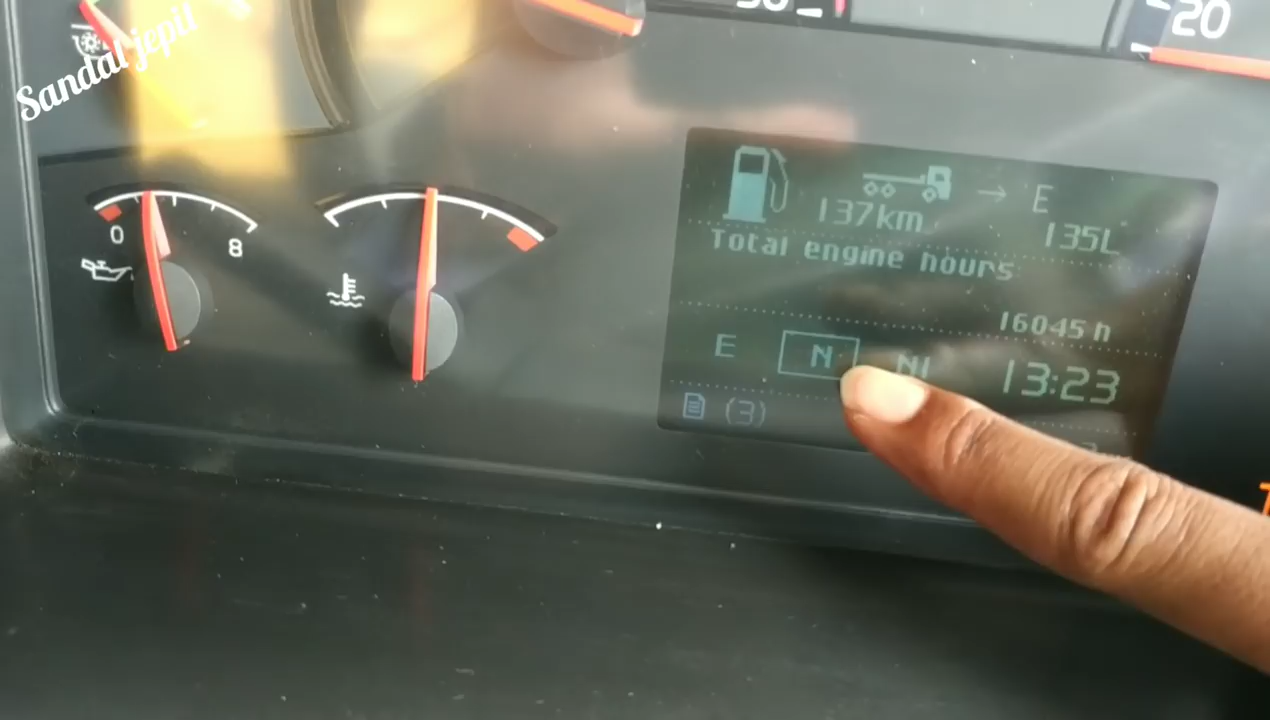 Sandal jepit
20
0
8
E
137km
135L
Total engine hours
16045 h
E N
13:23
(3)